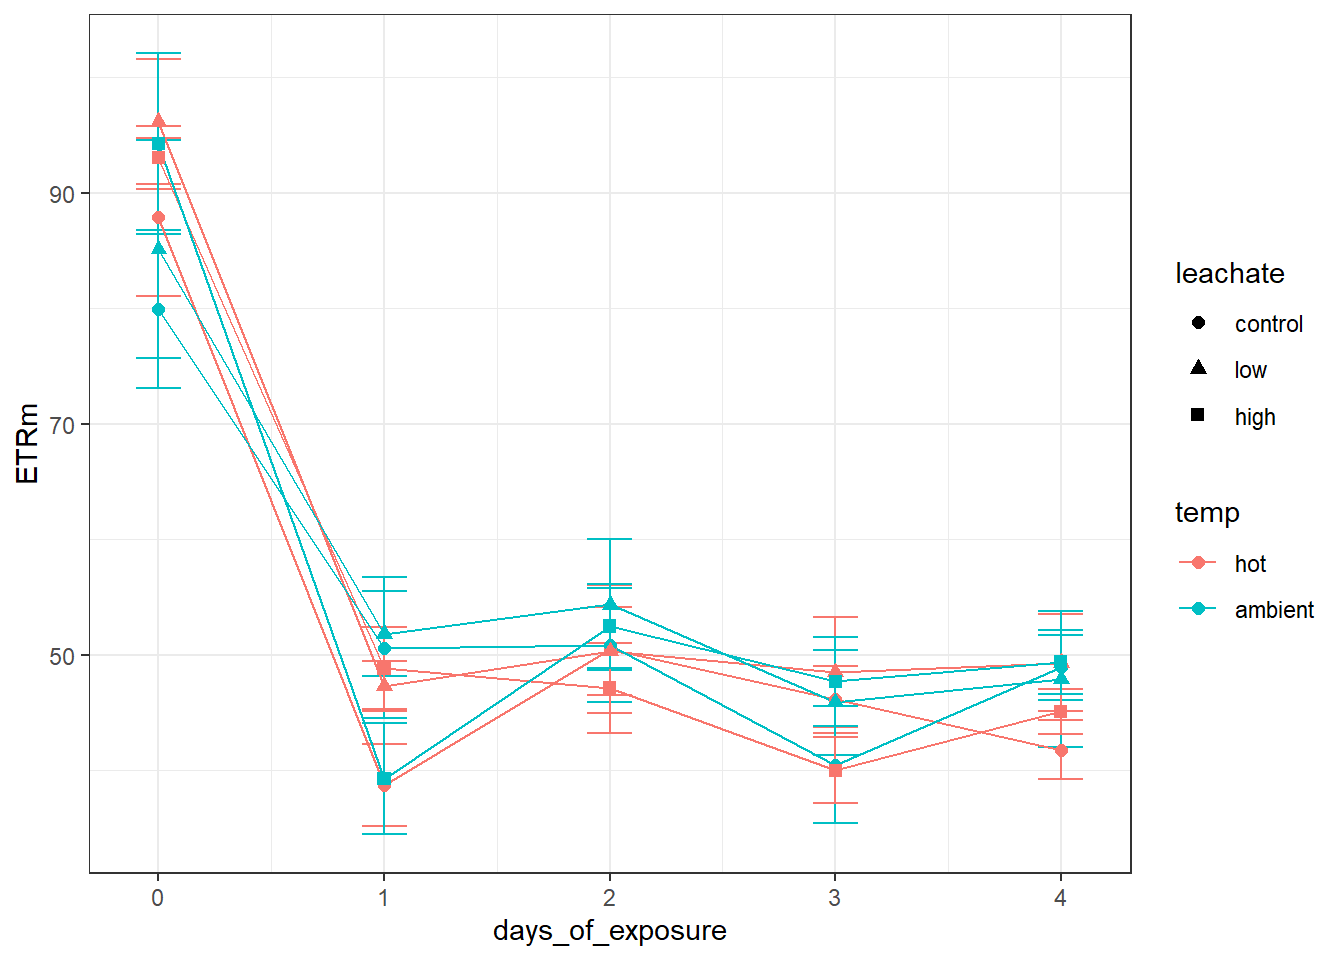 90
70
50
ETRm
0 1 2 3 4
days_of_exposure
leachate
control
low
high
temp
hot
ambient